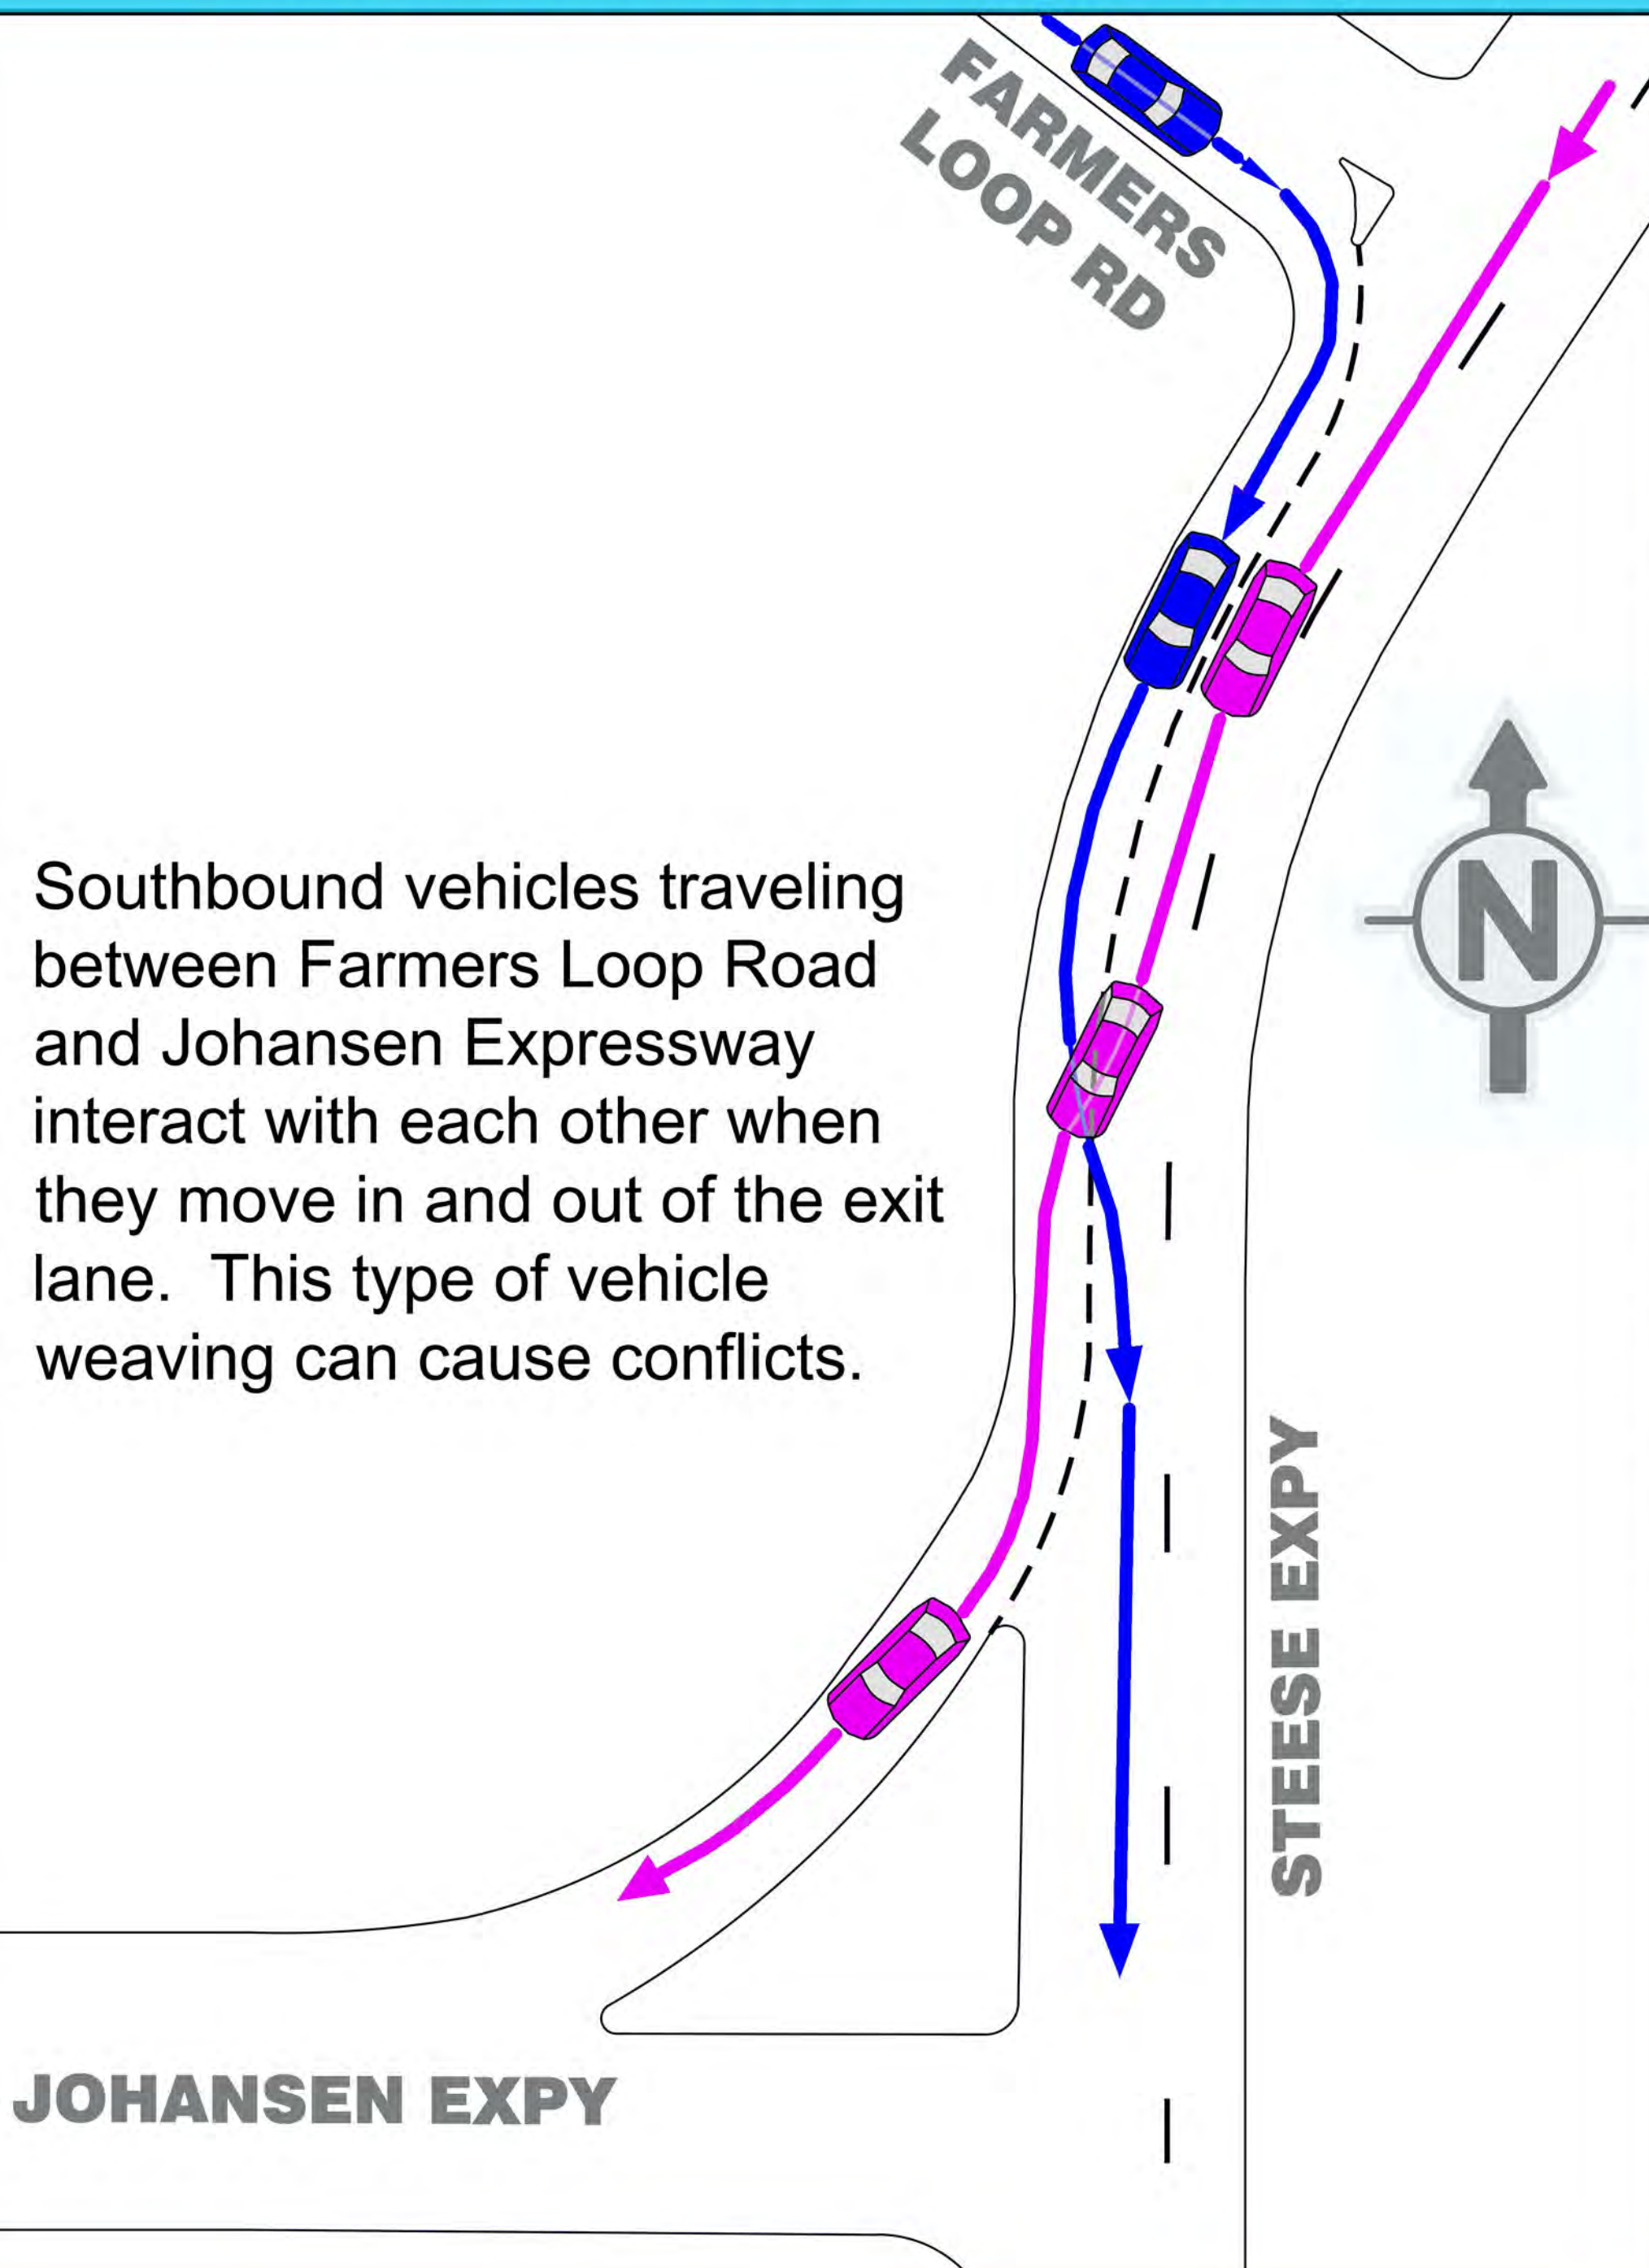 FARMERS
LOOP RD
N
Southbound vehicles traveling
between Farmers Loop Road
and Johansen Expressway
interact with each other when
they move in and out of the exit
lane.  This type of vehicle
weaving can cause conflicts.
STEESE EXPY
JOHANSEN EXPY